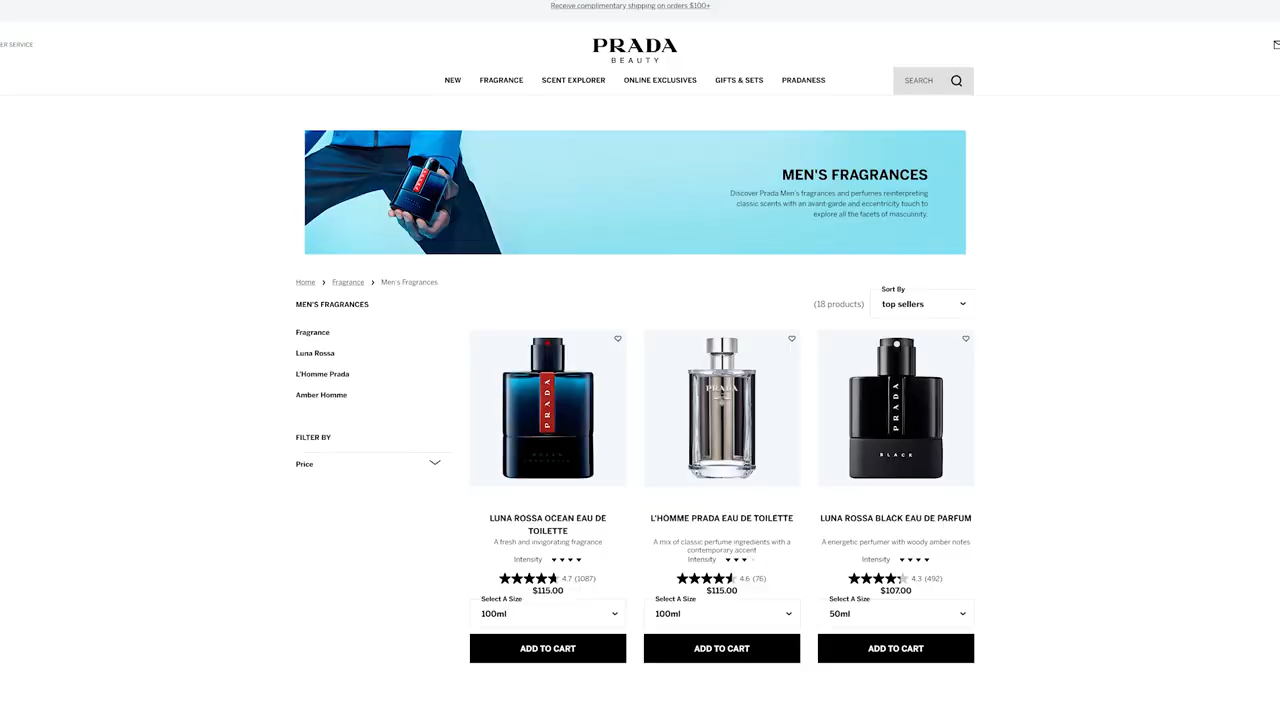 Receive complimentary shipping on orders $100+
ER SERVICE
PRADA
BEAUTY
NEW FRAGRANCE SCENT EXPLORER ONLINE EXCLUSIVES GIFTS & SETS PRADANESS
SEARCH
PRADA
MEN'S FRAGRANCES
Discover Prada Men's fragrances and perfumes reinterpreting
classic scents with an avant-garde and eccentricity touch to
explore all the facets of masculinity.
Home Fragrance Men's Fragrances
MEN'S FRAGRANCES
(18 products)
Sort By
top sellers
Fragrance
Luna Rossa
L'Homme Prada
Amber Homme
FILTER BY
Price
PRADA
PRADA
PRADA
BLACK
LUNA ROSSA OCEAN EAU DE
TOILETTE
A fresh and invigorating fragrance
Intensity
4.7 (1087)
$115.00
Select A Size
100ml
ADD TO CART
L'HOMME PRADA EAU DE TOILETTE
A mix of classic perfume ingredients with a
contemporary accent
Intensity
4.6 (76)
$115.00
Select A Size
100ml
ADD TO CART
LUNA ROSSA BLACK EAU DE PARFUM
A energetic perfumer with woody amber notes
Intensity
4.3 (492)
$107.00
Select A Size
50ml
ADD TO CART